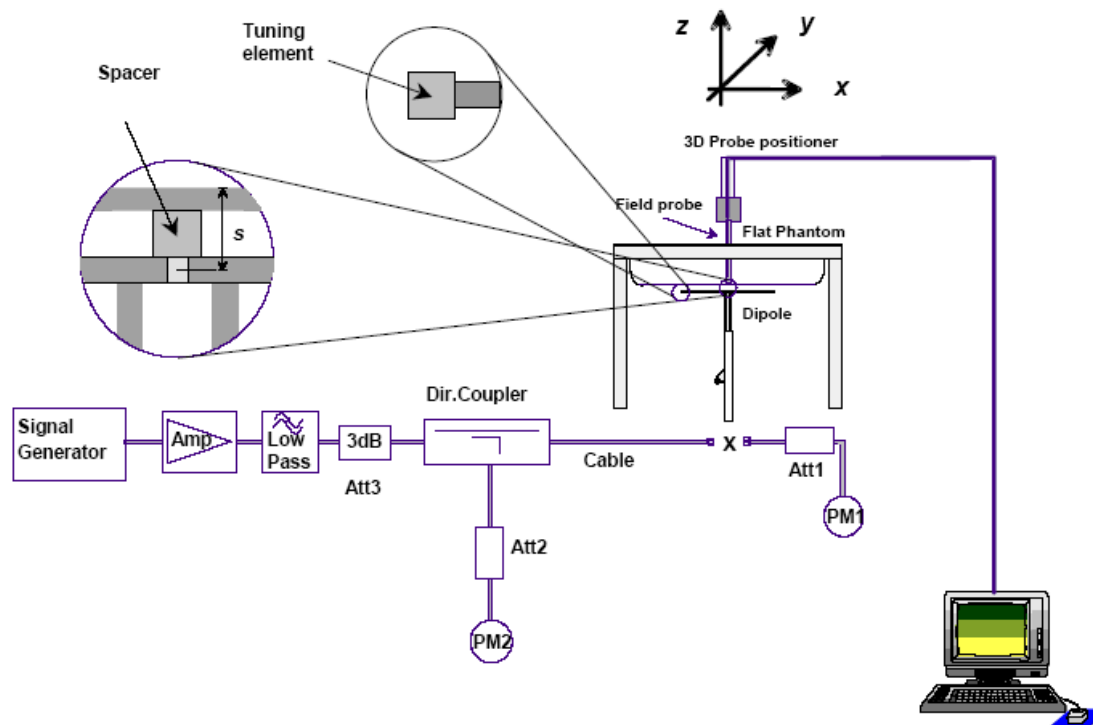 Tuning
element
Spacer
z
y
x
3D Probe positioner
Field probe
Flat Phantom
s
Dipole
Dir.Coupler
Signal
Generator
Amp
Low
Pass
3dB
Att3
Cable
x
Att1
PM1
Att2
PM2